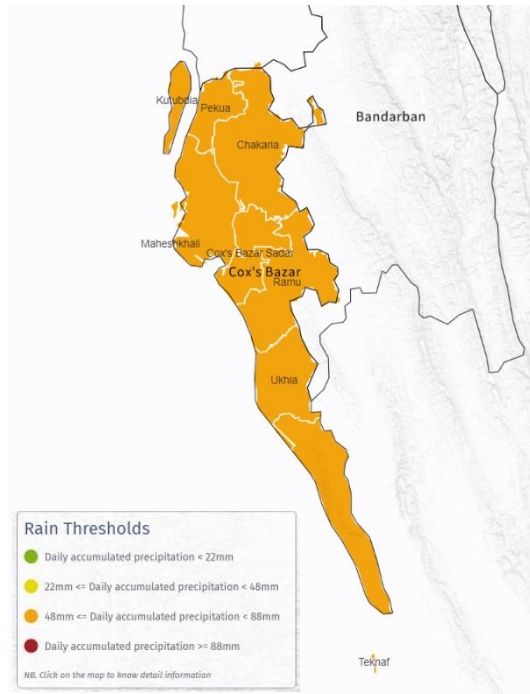 Kutubdia
Pekua
Bandarban
Chakaria
Maheshkhali
Cox's Bazar Sadar
Cox's Bazar
Ramu
Ukhia
Rain Thresholds
Daily accumulated precipitation < 22mm
22mm <= Daily accumulated precipitation < 48mm
48mm <= Daily accumulated precipitation < 88mm
Daily accumulated precipitation >= 88mm
NB. Click on the map to know detail information
Teknaf